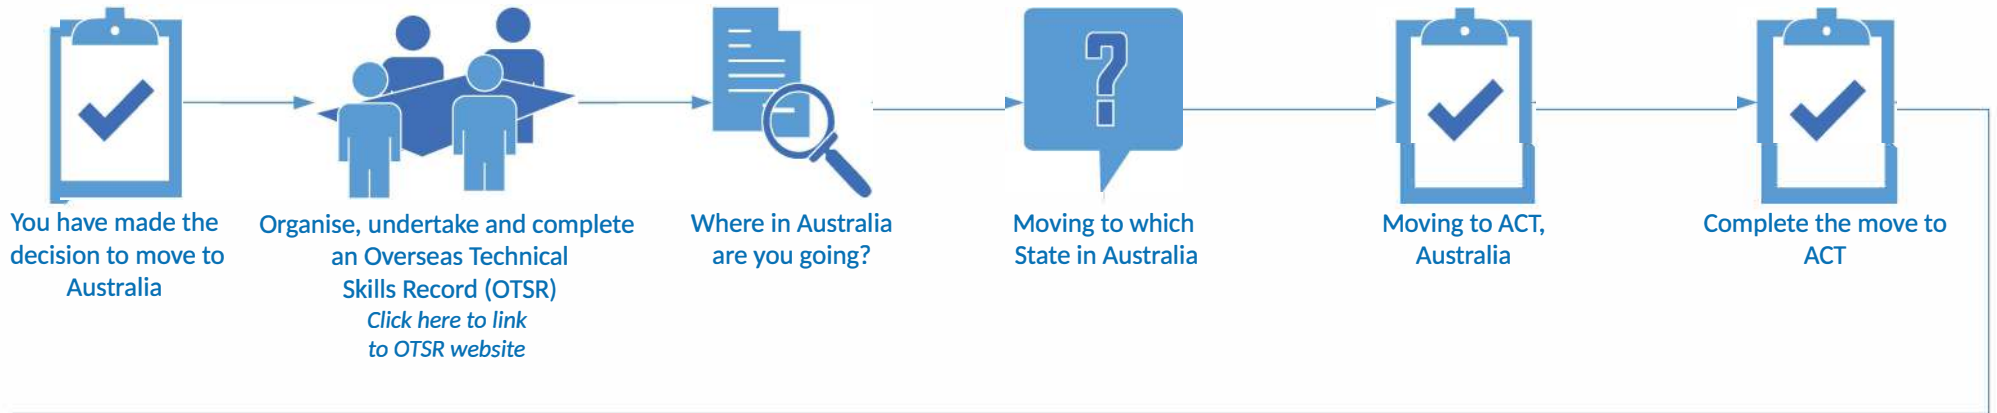 You have made the
decision to move to
Australia
Organise, undertake and complete
an Overseas Technical
Skills Record (OTSR)
Click here to link
to OTSR website
Where in Australia
are you going?
?
Moving to which
State in Australia
Moving to ACT,
Australia
Complete the move to
ACT